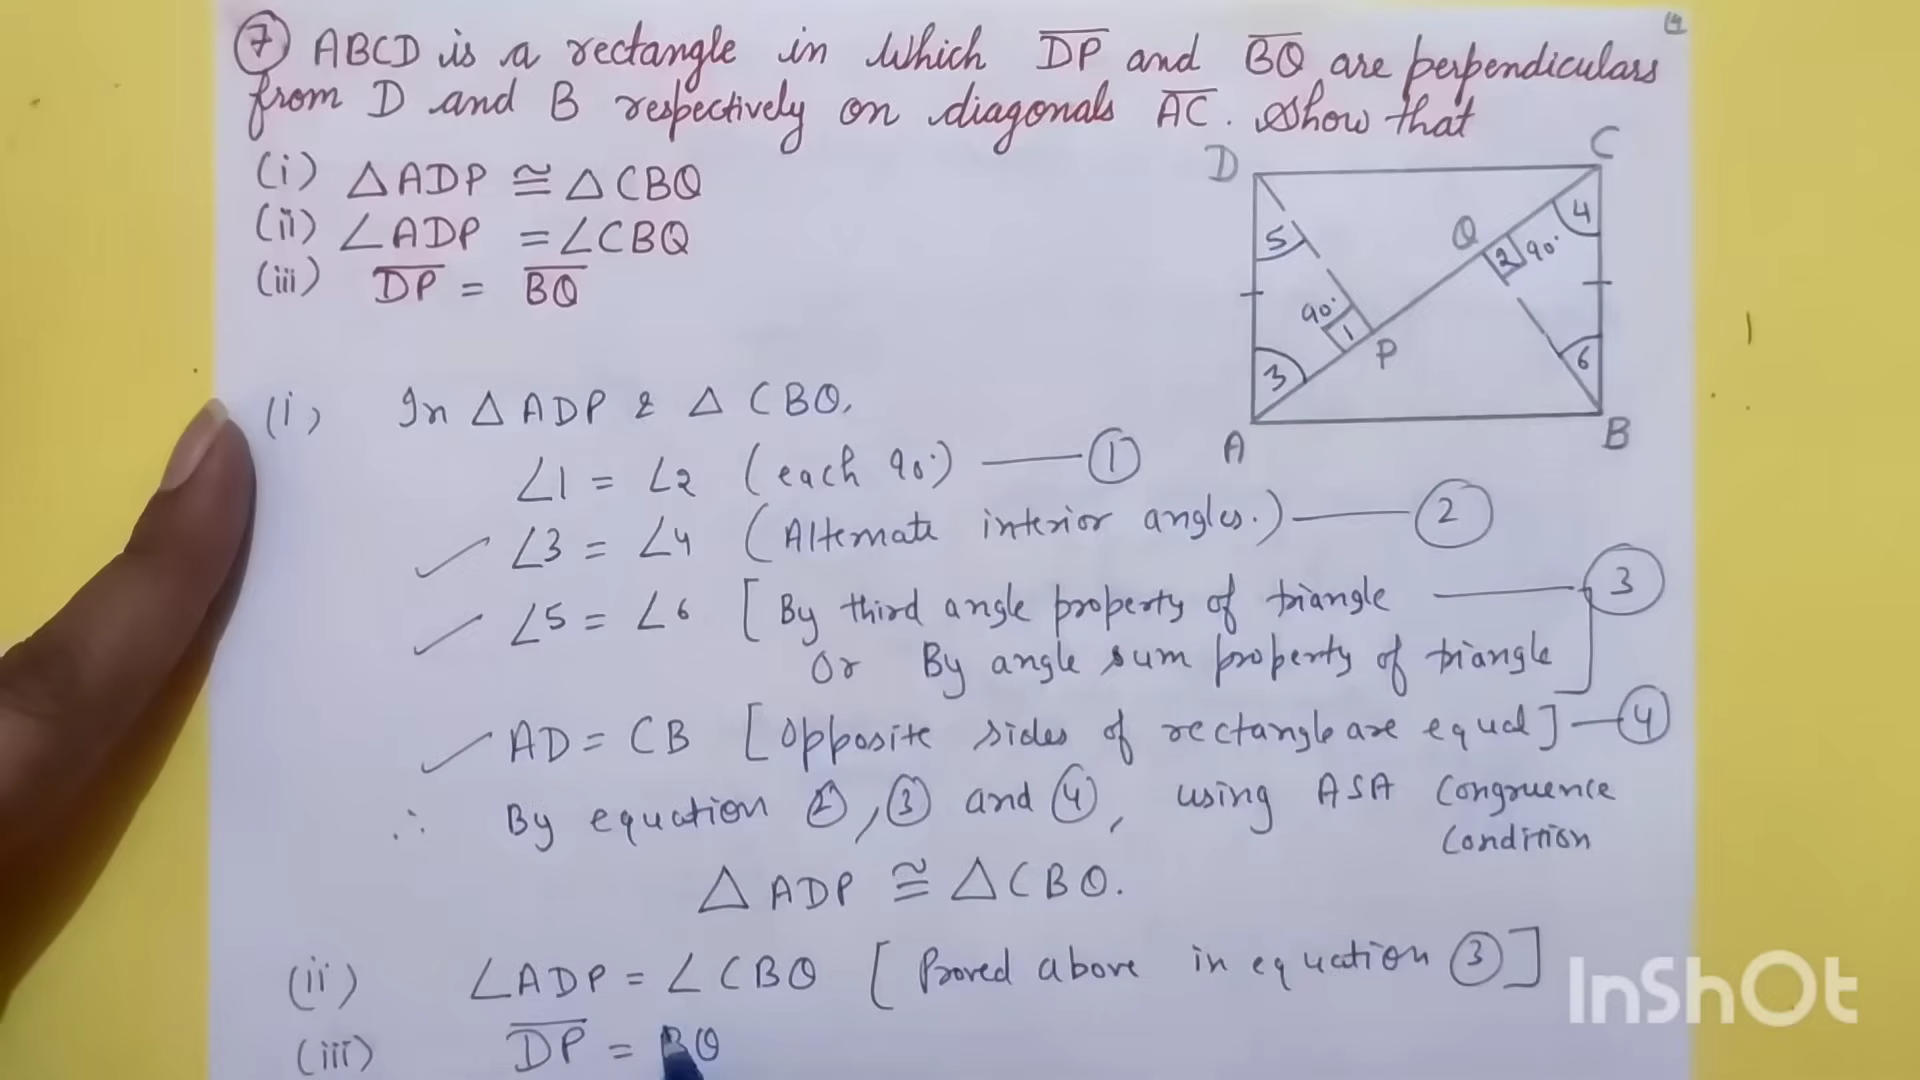 7 ABCD is a rectangle in which DP and BQ are perpendiculars
from D and B respectively on diagonals AC. Show that
(i) △ADP ≅ △CBQ
(ii) ∠ADP = ∠CBQ
(iii) DP = BQ
D
C
5
Q
4
2
90°
90°
1
P
3
6
A
B
(i) In △ADP & △CBQ,
∠1 = ∠2 (each 90°) —— 1
∠3 = ∠4 (Alternate interior angles.) —— 2
∠5 = ∠6 [By third angle property of triangle —— 3
Or By angle sum property of triangle]
AD = CB [Opposite sides of rectangle are equal] — 4
∴ By equation 2, 3 and 4, using ASA Congruence
Condition
△ADP ≅ △CBQ.
(ii) ∠ADP = ∠CBQ [Proved above in equation 3]
(iii) DP = BQ
InShOt